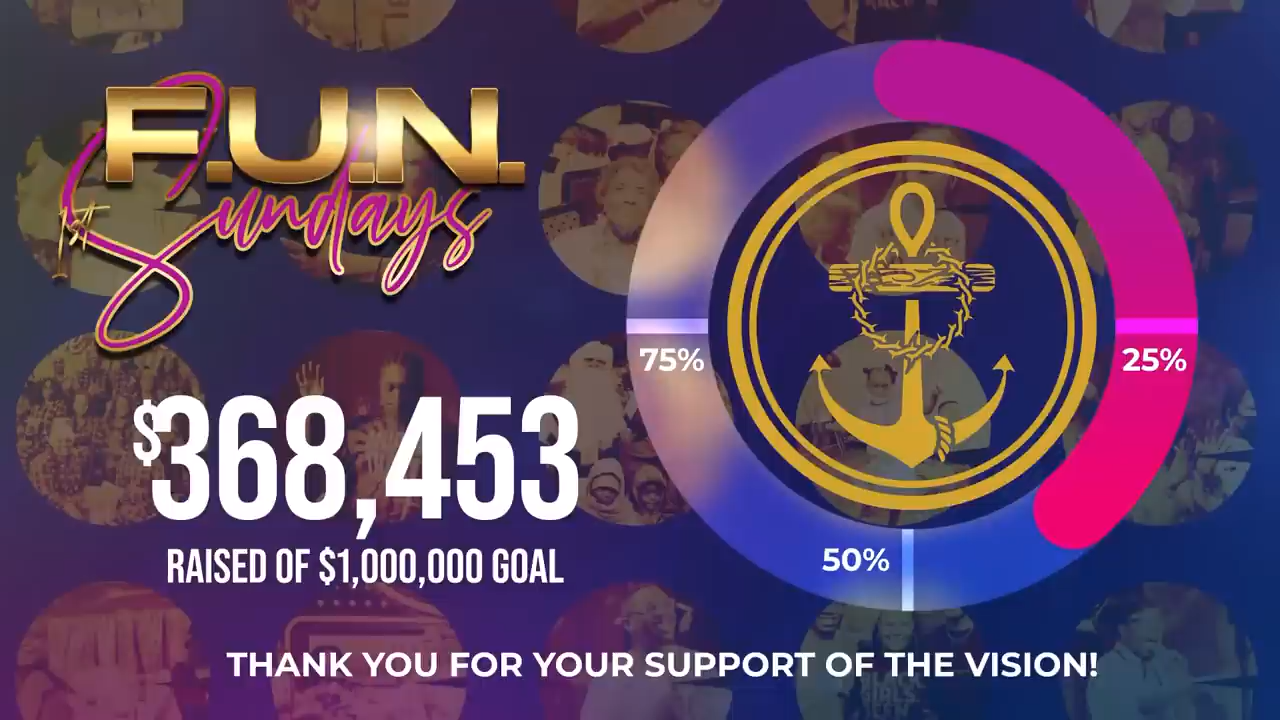 F.U.N.
1st Sundays
$368,453
RAISED OF $1,000,000 GOAL
25%
75%
50%
THANK YOU FOR YOUR SUPPORT OF THE VISION!